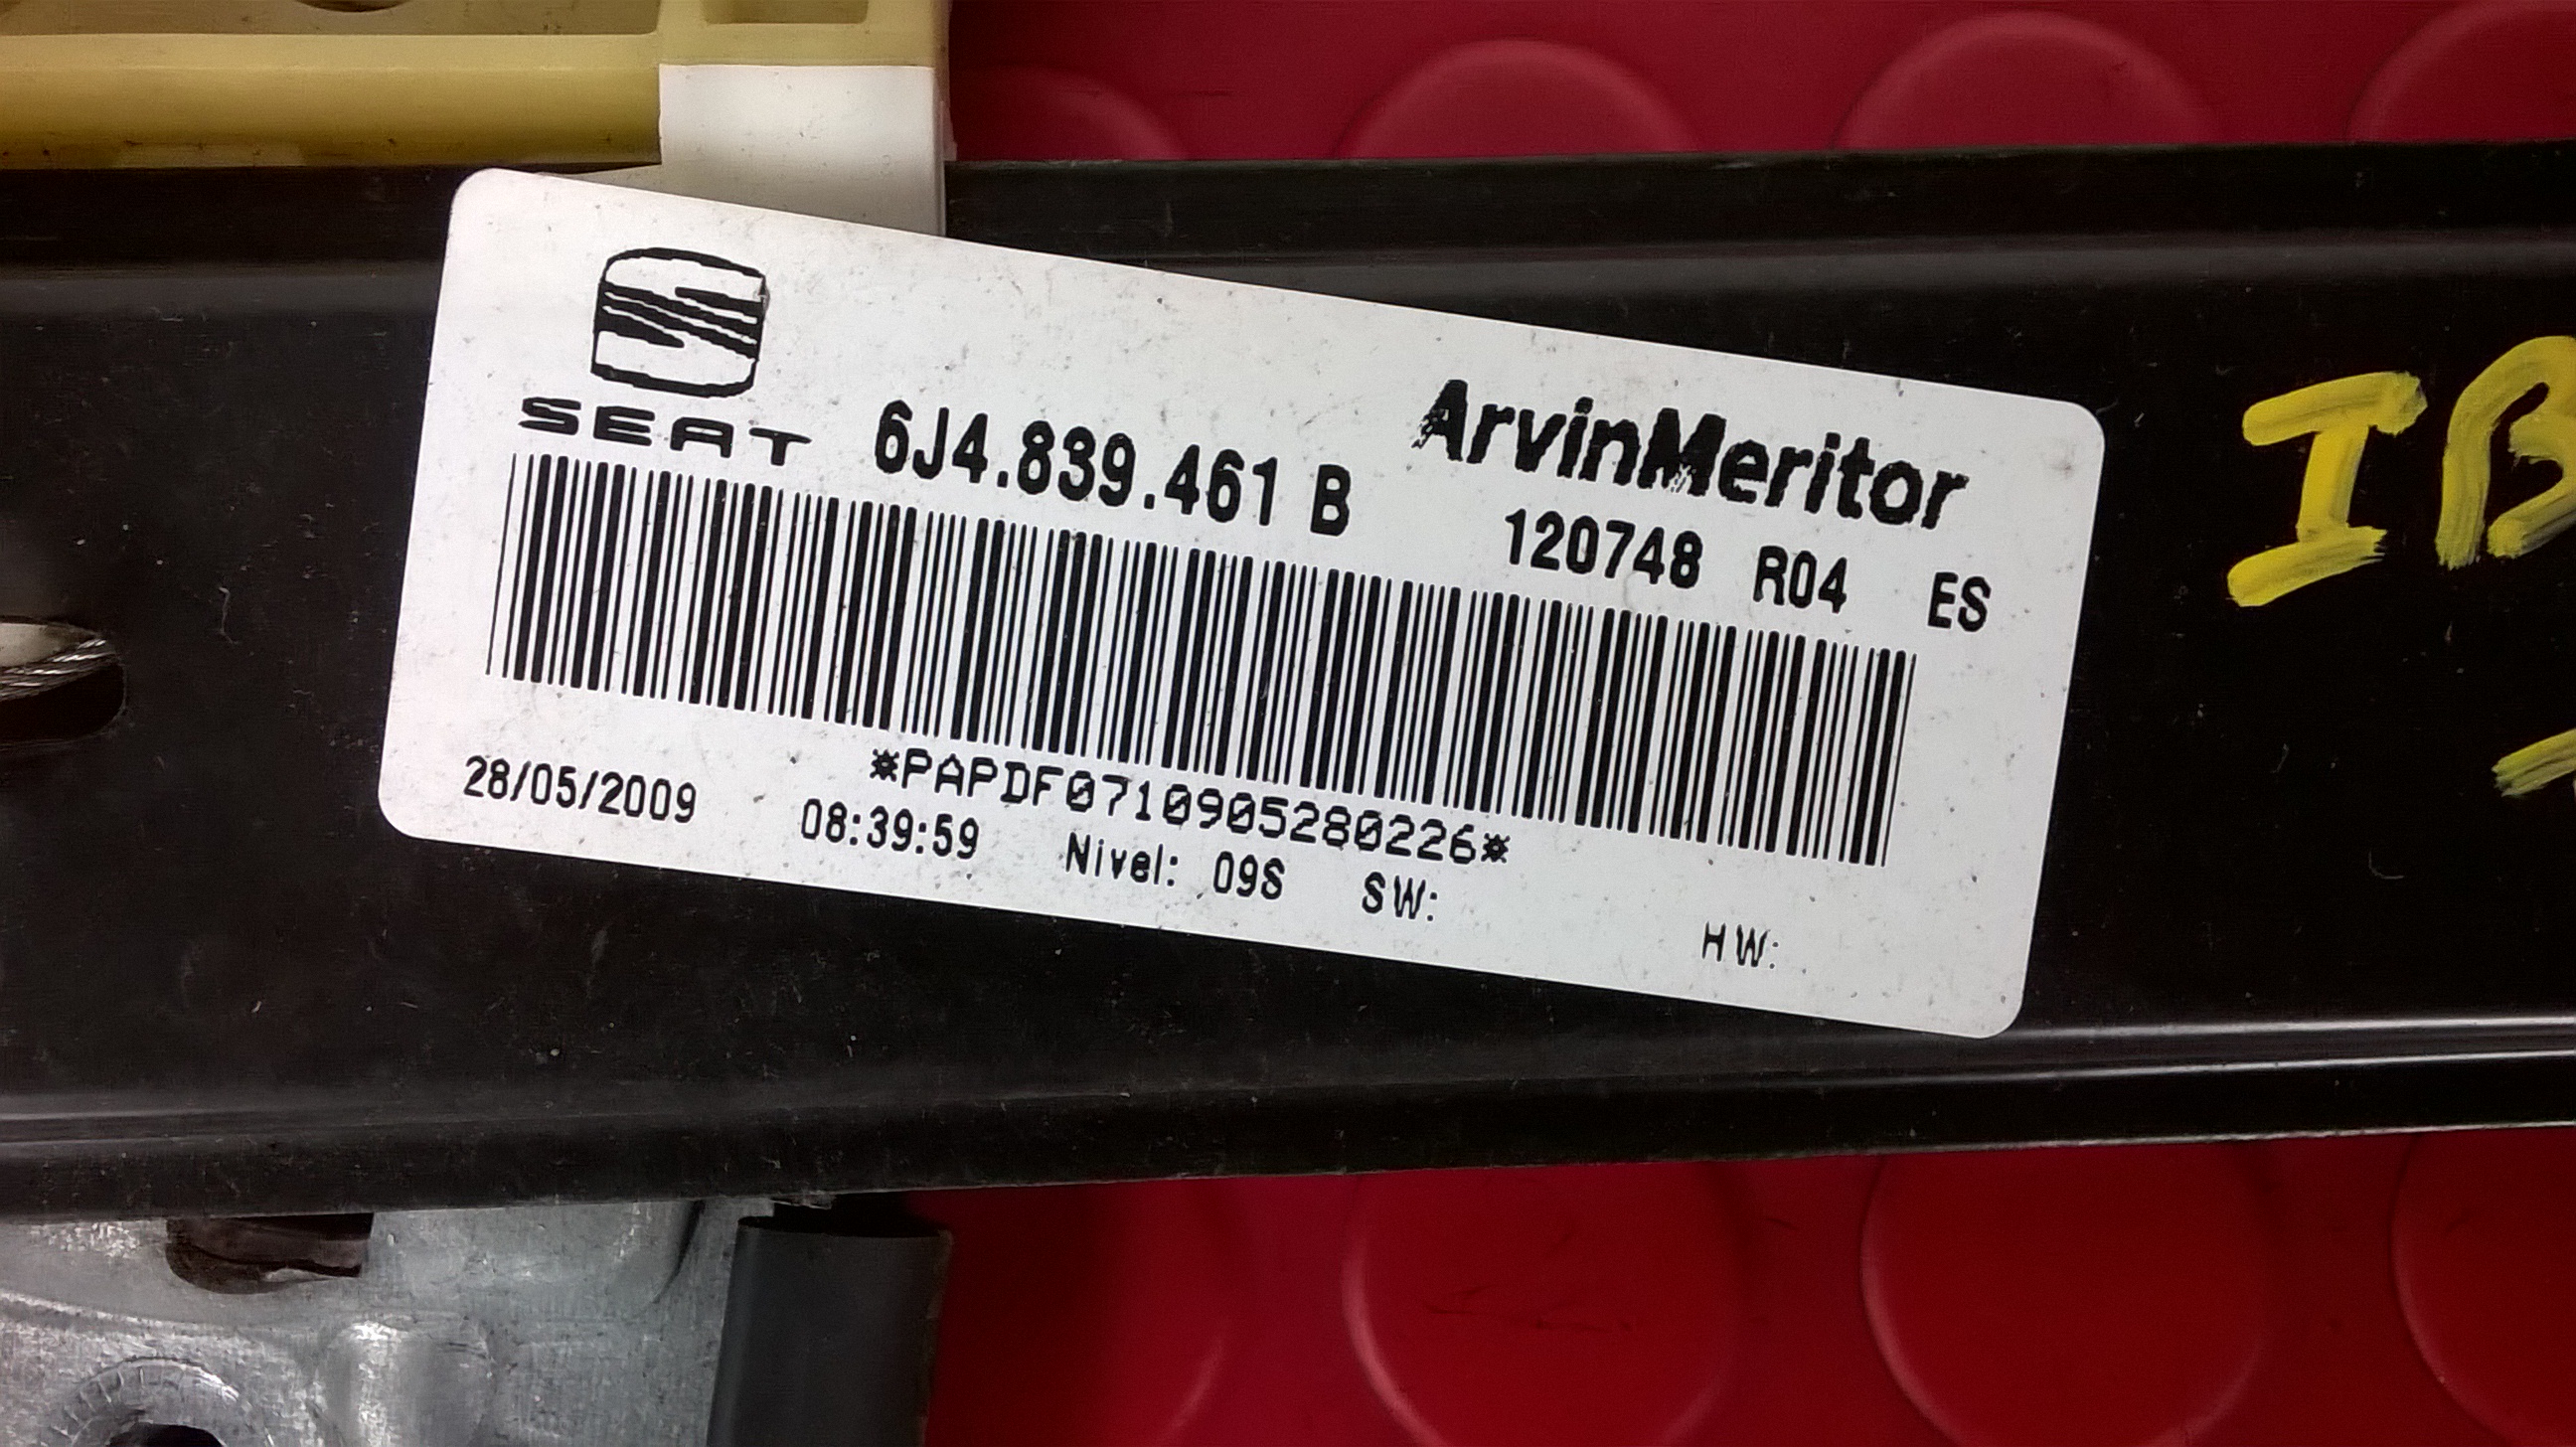 SEAT 6J4.839.461 B
ArvinMeritor
120748 R04 ES
*PAPDF0710905280226*
28/05/2009 08:39:59 Nivel: 09S SW: HW:
IB